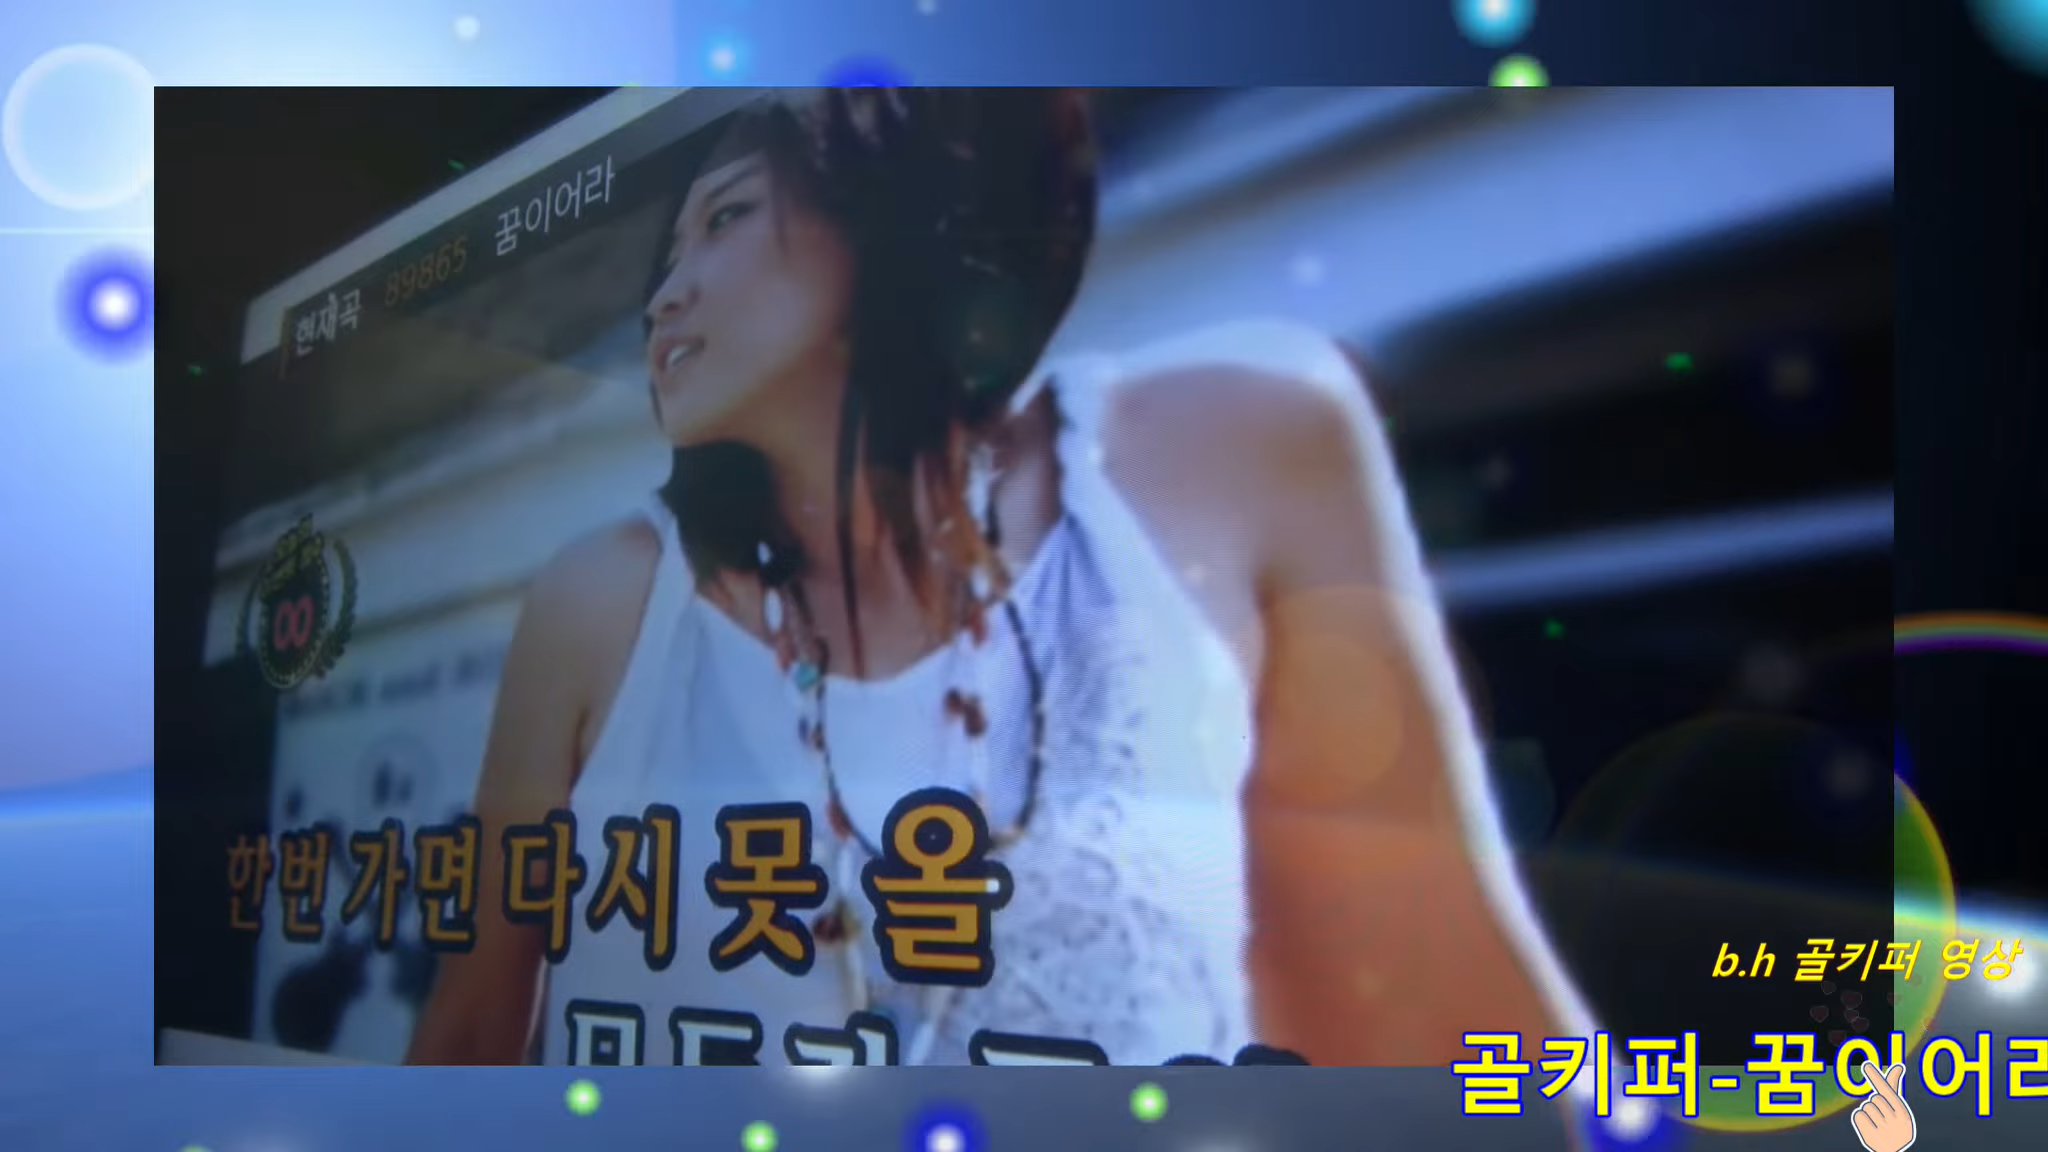 현재곡 89865 꿈이어라
00
한번 가면 다시 못 올
b.h 골키퍼 영상
골키퍼-꿈이어라